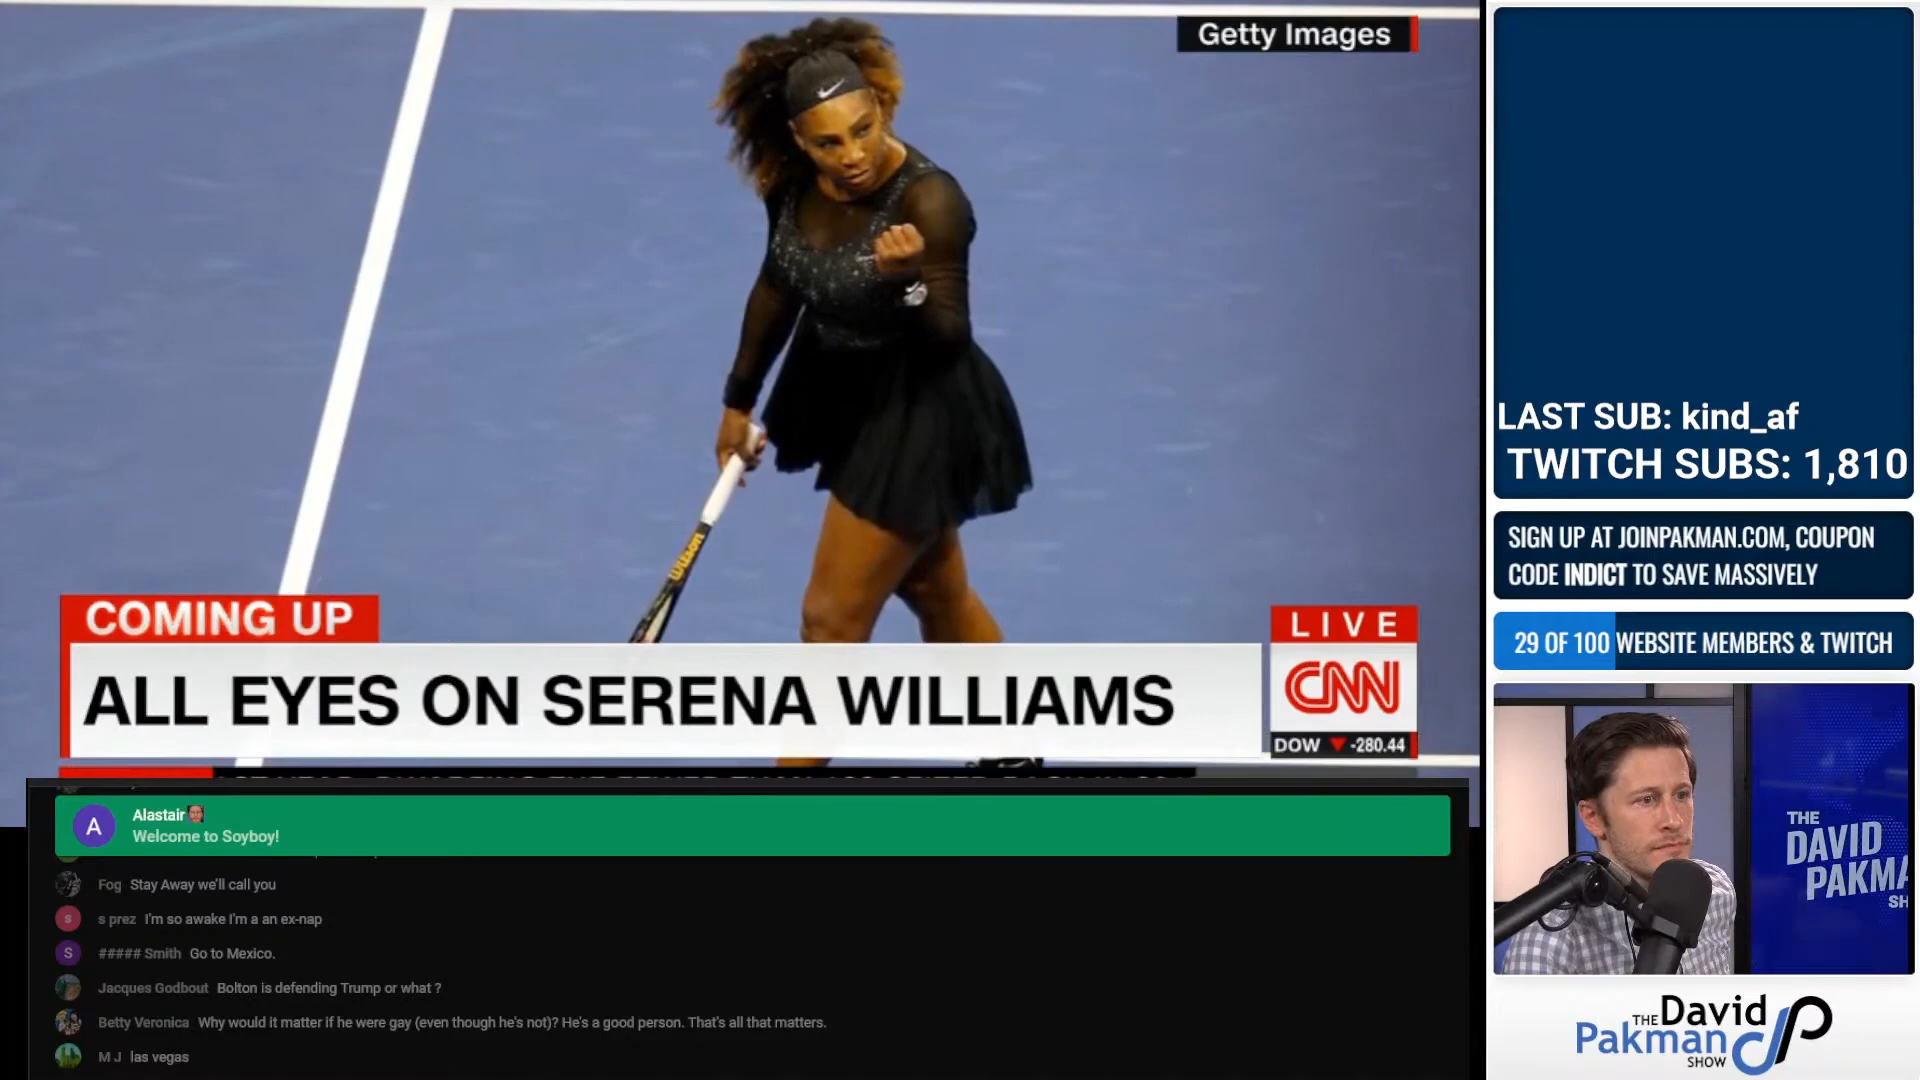 Getty Images
Wilson
COMING UP
ALL EYES ON SERENA WILLIAMS
LIVE
CNN
DOW ▼ -280.44
A
Alastair
Welcome to Soyboy!
Fog Stay Away we'll call you
s
s prez I'm so awake I'm a an ex-nap
S
##### Smith Go to Mexico.
Jacques Godbout Bolton is defending Trump or what ?
Betty Veronica Why would it matter if he were gay (even though he's not)? He's a good person. That's all that matters.
M J las vegas
LAST SUB: kind_af
TWITCH SUBS: 1,810
SIGN UP AT JOINPAKMAN.COM, COUPON
CODE INDICT TO SAVE MASSIVELY
29 OF 100 WEBSITE MEMBERS & TWITCH
THE
DAVID
PAKMA
SH
THE David
Pakman
SHOW